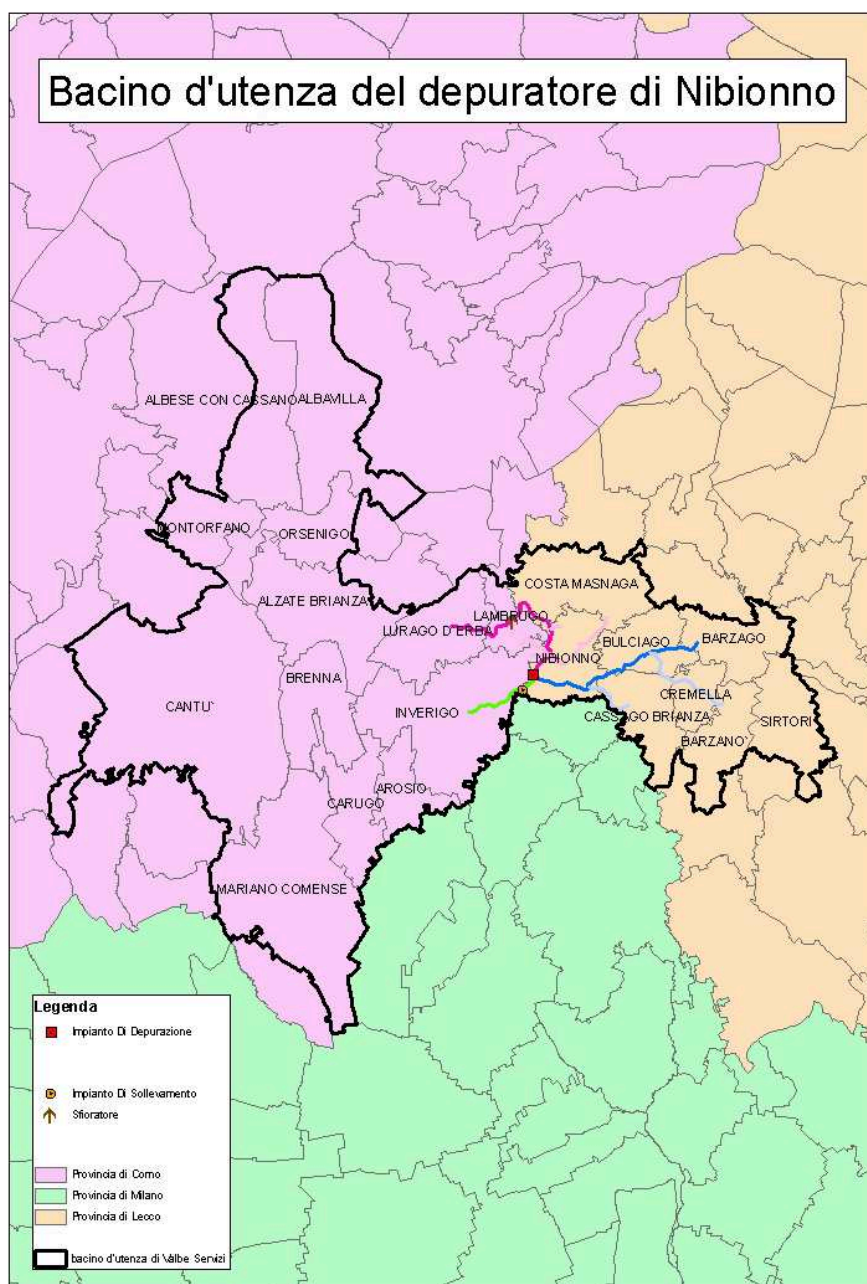 Bacino d'utenza del depuratore di Nibionno
ALBESE CON CASSANO
ALBAVILLA
MONTORFANO
ORSENIGO
COSTA MASNAGA
ALZATE BRIANZA
LAMBRUGO
LURAGO D'ERBA
BULCIAGO
BARZAGO
NIBIONNO
BRENNA
CREMELLA
CANTU'
INVERIGO
CASSAGO BRIANZA
SIRTORI
BARZANO'
AROSIO
CARUGO
MARIANO COMENSE
Legenda
Impianto Di Depurazione
Impianto Di Sollevamento
Sfioratore
Provincia di Como
Provincia di Milano
Provincia di Lecco
bacino d'utenza di Valbe Servizi